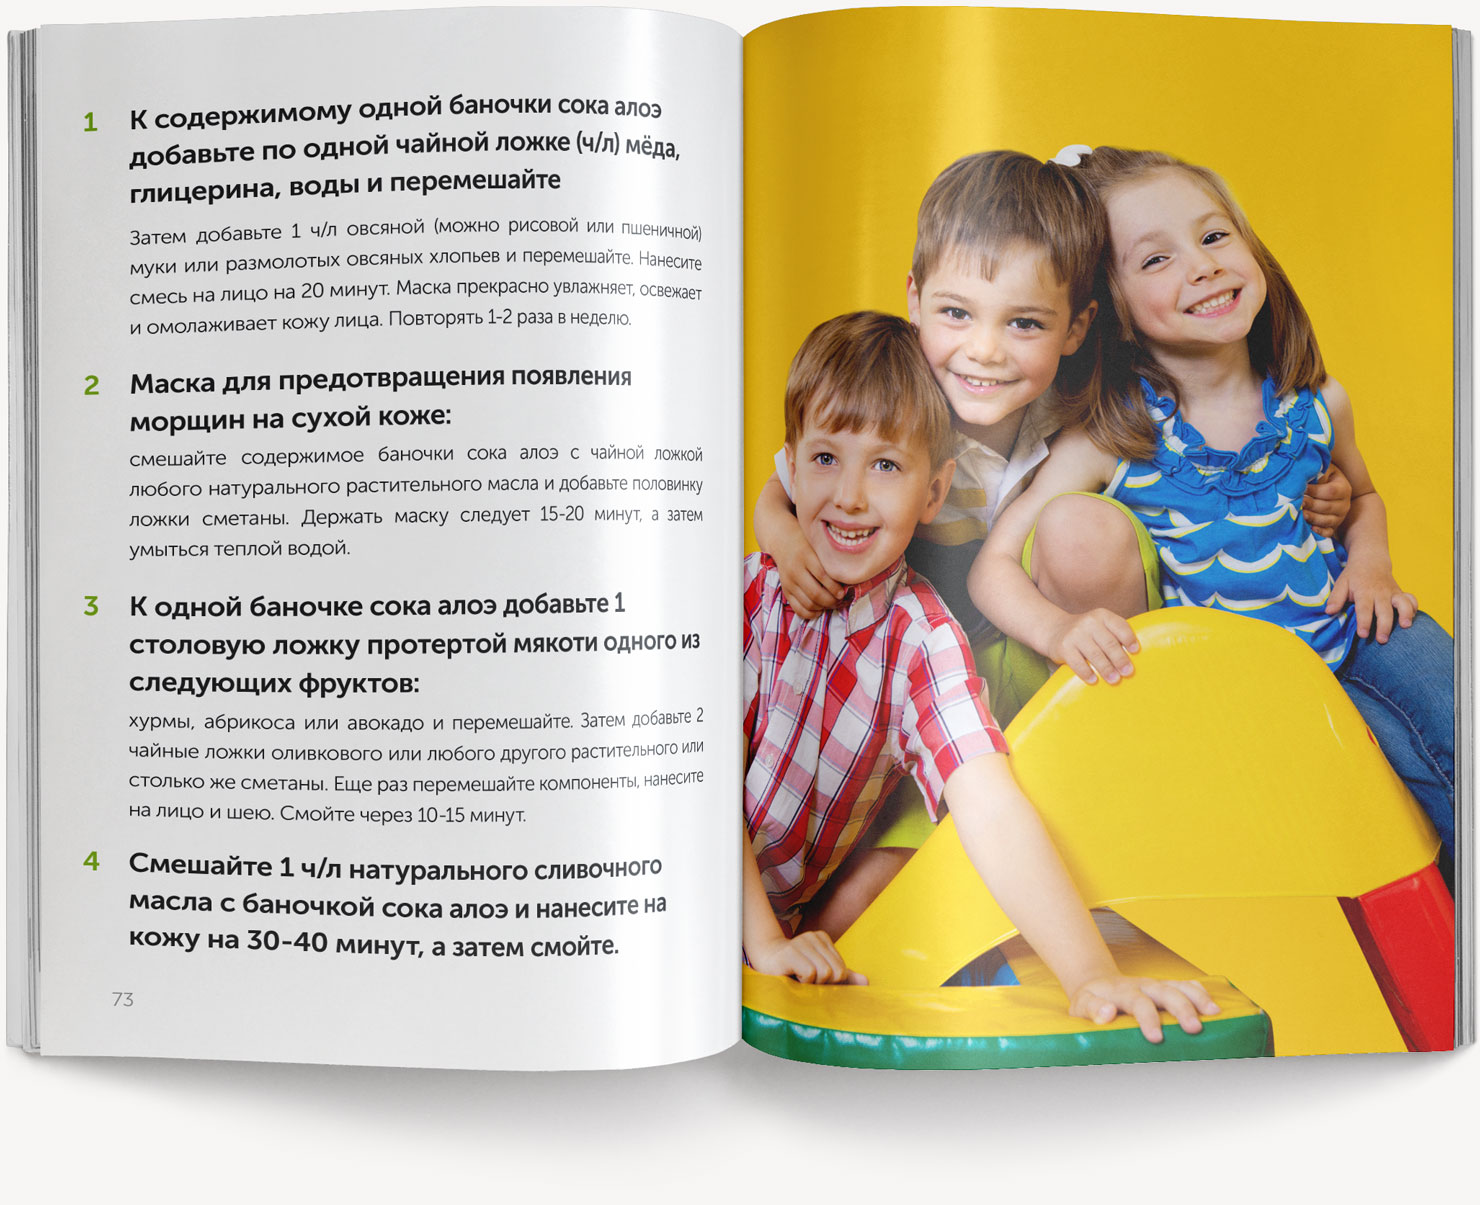 1 К содержимому одной баночки сока алоэ
добавьте по одной чайной ложке (ч/л) мёда,
глицерина, воды и перемешайте
Затем добавьте 1 ч/л овсяной (можно рисовой или пшеничной)
муки или размолотых овсяных хлопьев и перемешайте. Нанесите
смесь на лицо на 20 минут. Маска прекрасно увлажняет, освежает
и омолаживает кожу лица. Повторять 1-2 раза в неделю.
2 Маска для предотвращения появления
морщин на сухой коже:
смешайте содержимое баночки сока алоэ с чайной ложкой
любого натурального растительного масла и добавьте половинку
ложки сметаны. Держать маску следует 15-20 минут, а затем
умыться теплой водой.
3 К одной баночке сока алоэ добавьте 1
столовую ложку протертой мякоти одного из
следующих фруктов:
хурмы, абрикоса или авокадо и перемешайте. Затем добавьте 2
чайные ложки оливкового или любого другого растительного или
столько же сметаны. Еще раз перемешайте компоненты, нанесите
на лицо и шею. Смойте через 10-15 минут.
4 Смешайте 1 ч/л натурального сливочного
масла с баночкой сока алоэ и нанесите на
кожу на 30-40 минут, а затем смойте.
73